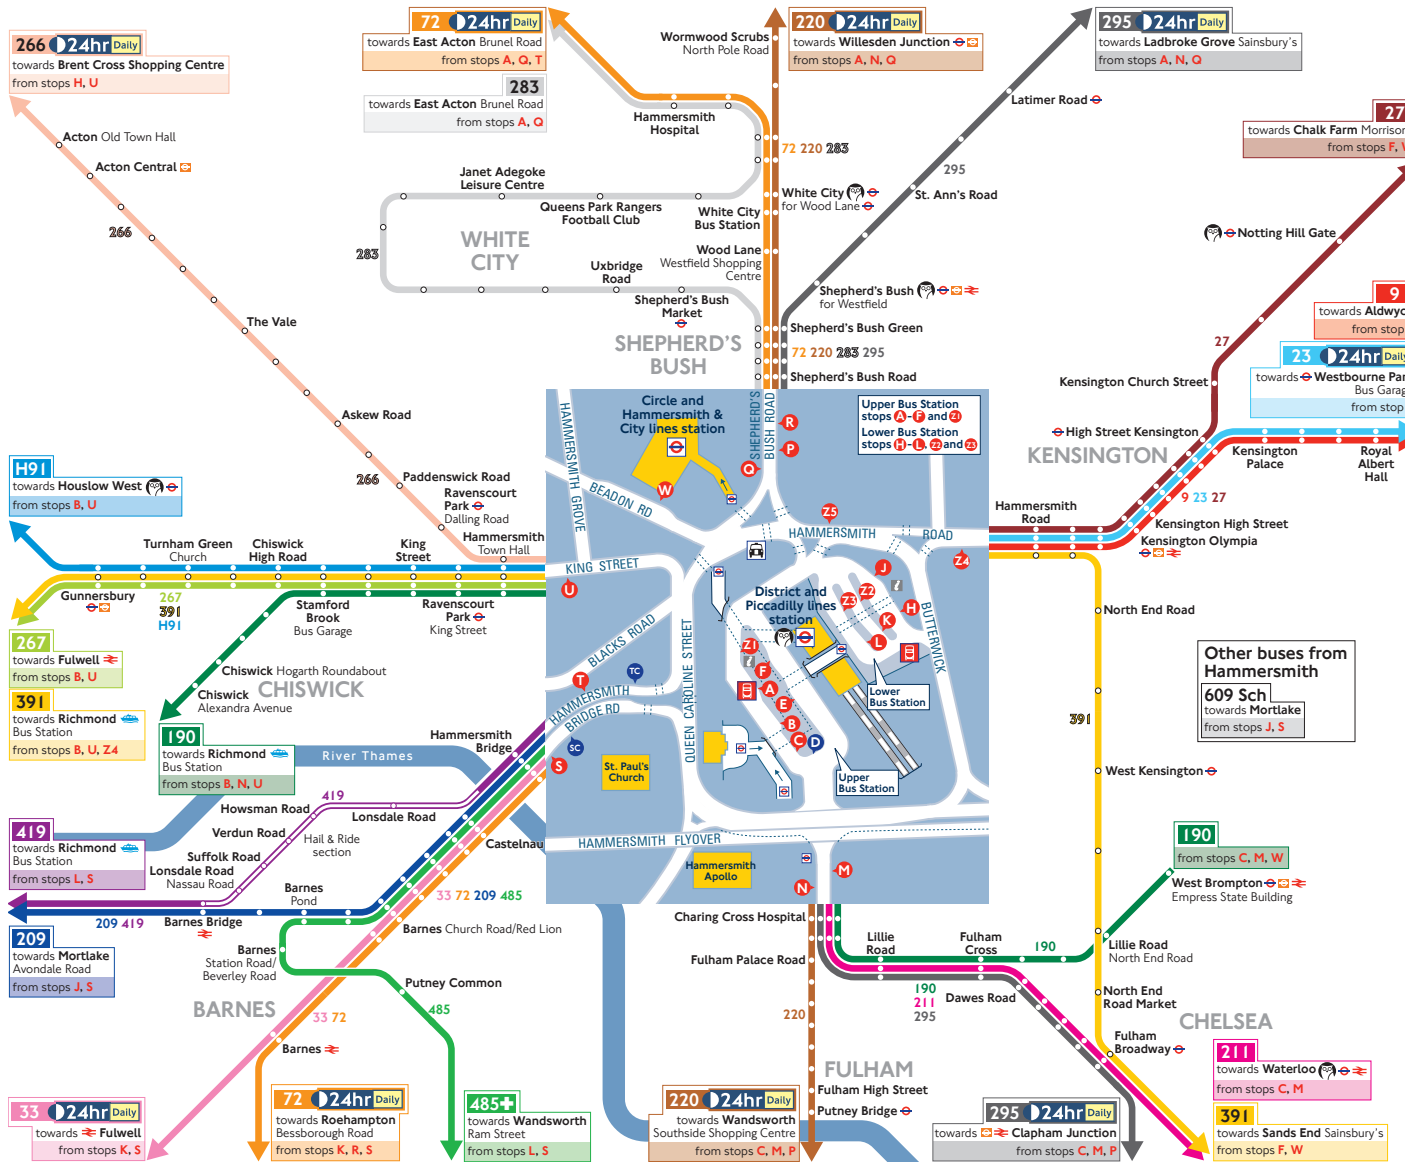 72 24hr Daily
towards East Acton Brunel Road
from stops A, Q, T
283
towards East Acton Brunel Road
from stops A, Q
220 24hr Daily
towards Willesden Junction
from stops A, N, Q
295 24hr Daily
towards Ladbroke Grove Sainsbury's
from stops A, N, Q
266 24hr Daily
towards Brent Cross Shopping Centre
from stops H, U
27
towards Chalk Farm Morrison
from stops F,
9
towards Aldwyc
from stop
23 24hr Daily
towards Westbourne Par
Bus Garag
from stop
Wormwood Scrubs
North Pole Road
Hammersmith
Hospital
72 220 283
Latimer Road
295
St. Ann's Road
Acton Old Town Hall
Acton Central
266
The Vale
Askew Road
266
Paddenswick Road
Ravenscourt
Park
Dalling Road
Hammersmith
Town Hall
Janet Adegoke
Leisure Centre
Queens Park Rangers
Football Club
WHITE
CITY
283
Uxbridge
Road
Shepherd's Bush
Market
White City
for Wood Lane
White City
Bus Station
Wood Lane
Westfield Shopping
Centre
Shepherd's Bush
for Westfield
Shepherd's Bush Green
72 220 283 295
Shepherd's Bush Road
SHEPHERD'S
BUSH
Notting Hill Gate
27
Kensington Church Street
High Street Kensington
KENSINGTON
Kensington
Palace
Royal
Albert
Hall
9 23 27
Hammersmith
Road
Kensington High Street
Kensington Olympia
H91
towards Houslow West
from stops B, U
Turnham Green
Church
Chiswick
High Road
King
Street
Gunnersbury
267
391
H91
Stamford
Brook
Bus Garage
Ravenscourt
Park
King Street
267
towards Fulwell
from stops B, U
391
towards Richmond
Bus Station
from stops B, U, Z4
Chiswick Hogarth Roundabout
Chiswick
Alexandra Avenue
CHISWICK
190
towards Richmond
Bus Station
from stops B, N, U
River Thames
Hammersmith
Bridge
419
towards Richmond
Bus Station
from stops L, S
Howsman Road
419
Lonsdale Road
Verdun Road
Hail & Ride
section
Suffolk Road
Lonsdale Road
Nassau Road
Castelnau
Barnes
Pond
33 72 209 485
209 419
Barnes Bridge
Barnes Church Road/Red Lion
209
towards Mortlake
Avondale Road
from stops J, S
Barnes
Station Road/
Beverley Road
Putney Common
BARNES
33 72
485
Barnes
33 24hr Daily
towards Fulwell
from stops K, S
72 24hr Daily
towards Roehampton
Bessborough Road
from stops K, R, S
485+
towards Wandsworth
Ram Street
from stops L, S
220 24hr Daily
towards Wandsworth
Southside Shopping Centre
from stops C, M, P
295 24hr Daily
towards Clapham Junction
from stops C, M, P
Circle and
Hammersmith &
City lines station
Upper Bus Station
stops A-F and Z1
Lower Bus Station
stops H-L, Z2 and Z3
HAMMERSMITH GROVE
SHEPHERD'S
BUSH ROAD
R
P
Q
W
BEADON RD
Z5
HAMMERSMITH
ROAD
Z4
KING STREET
U
J
District and
Piccadilly lines
station
Z3
Z2
H
K
L
BUTTERWICK
BLACKS ROAD
QUEEN CAROLINE STREET
Z1
F
A
E
B
C
D
Lower
Bus Station
Upper
Bus Station
T
TC
HAMMERSMITH
BRIDGE RD
SC
S
St. Paul's
Church
HAMMERSMITH FLYOVER
Hammersmith
Apollo
M
N
North End Road
391
West Kensington
Other buses from
Hammersmith
609 Sch
towards Mortlake
from stops J, S
190
from stops C, M, W
West Brompton
Empress State Building
Charing Cross Hospital
Fulham Palace Road
Lillie
Road
Fulham
Cross
190
Lillie Road
North End Road
190
211
295
Dawes Road
North End
Road Market
220
CHELSEA
Fulham
Broadway
FULHAM
Fulham High Street
Putney Bridge
211
towards Waterloo
from stops C, M
391
towards Sands End Sainsbury's
from stops F, W